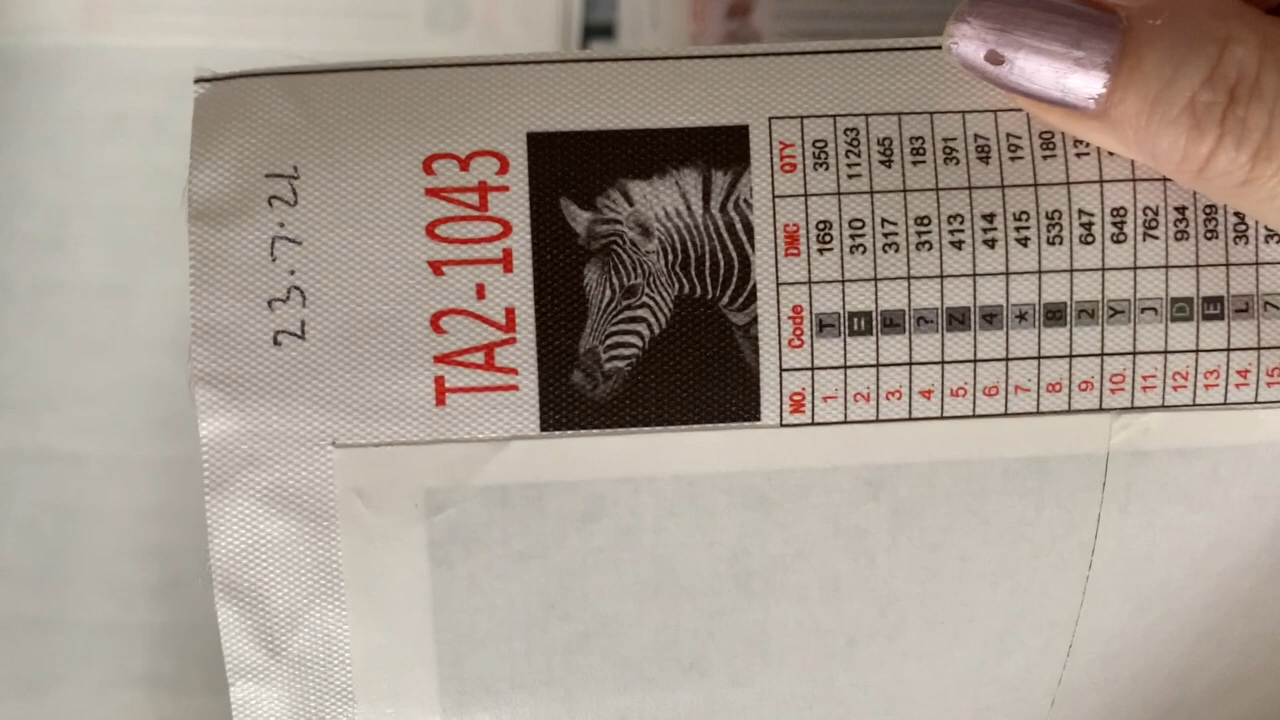 23.7.21
TA2-1043
NO. Code DMC QTY
1. T 169 350
2. = 310 11263
3. F 317 465
4. ? 318 183
5. Z 413 391
6. 4 414 487
7. * 415 197
8. 8 535 180
9. 2 647
10. Y 648
11. J 762
12. D 934
13. E 939
14. L
15. 7